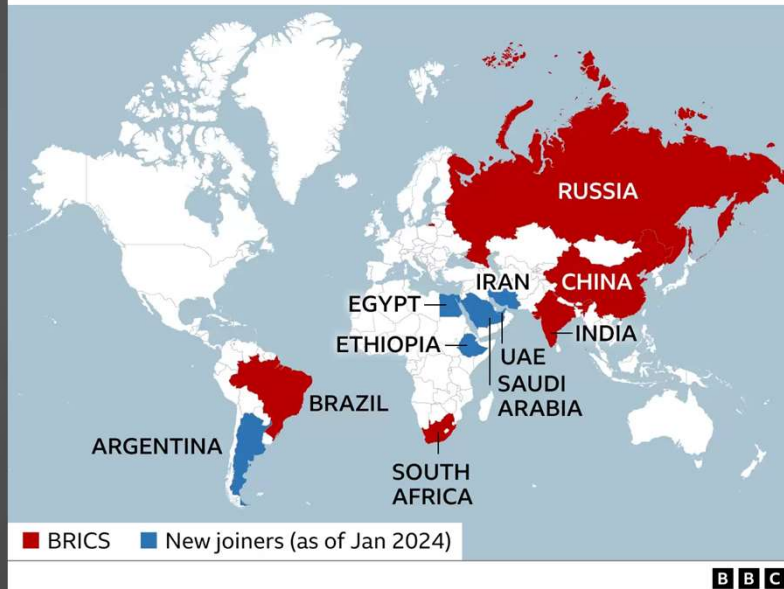 RUSSIA
IRAN
CHINA
EGYPT
INDIA
ETHIOPIA
UAE
SAUDI
ARABIA
BRAZIL
ARGENTINA
SOUTH
AFRICA
BRICS
New joiners (as of Jan 2024)
BBC